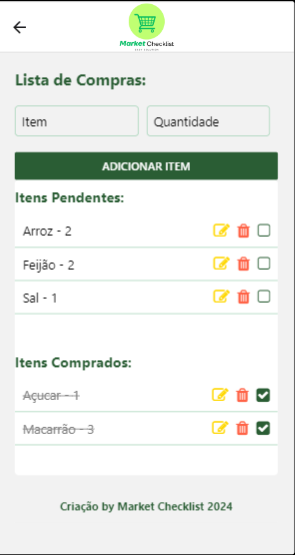 Market Checklist
Lista de Compras:
Item Quantidade
ADICIONAR ITEM
Itens Pendentes:
Arroz - 2
Feijão - 2
Sal - 1
Itens Comprados:
Açucar - 1
Macarrão - 3
Criação by Market Checklist 2024